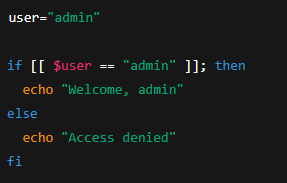 user="admin"

if [[ $user == "admin" ]]; then
  echo "Welcome, admin"
else
  echo "Access denied"
fi